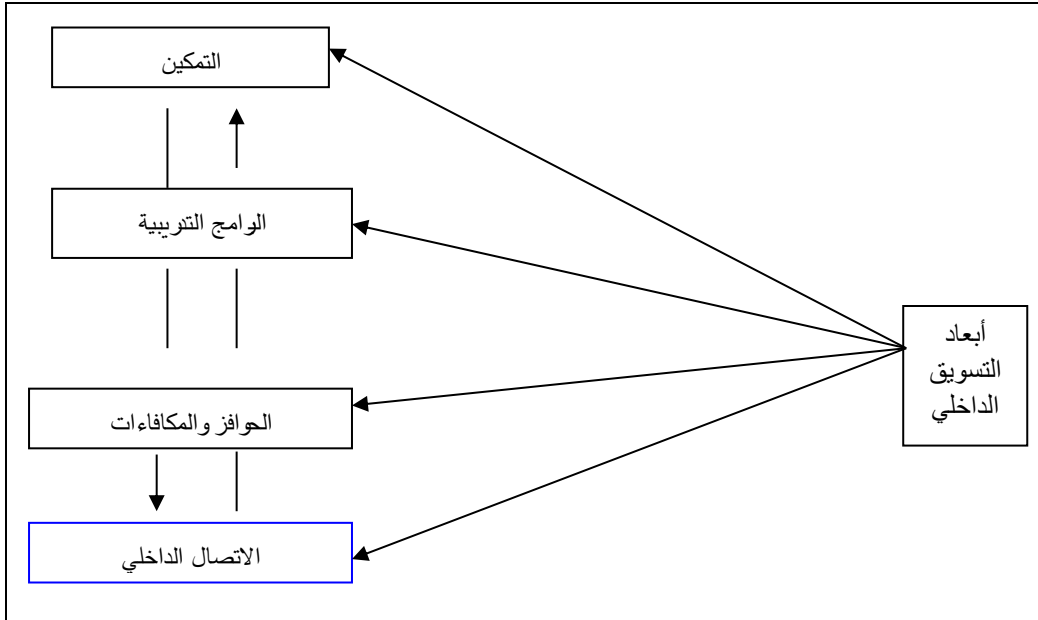 التمكين
الوامج التدريبية
أبعاد
التسويق
الداخلي
الحوافز والمكافاءات
الاتصال الداخلي